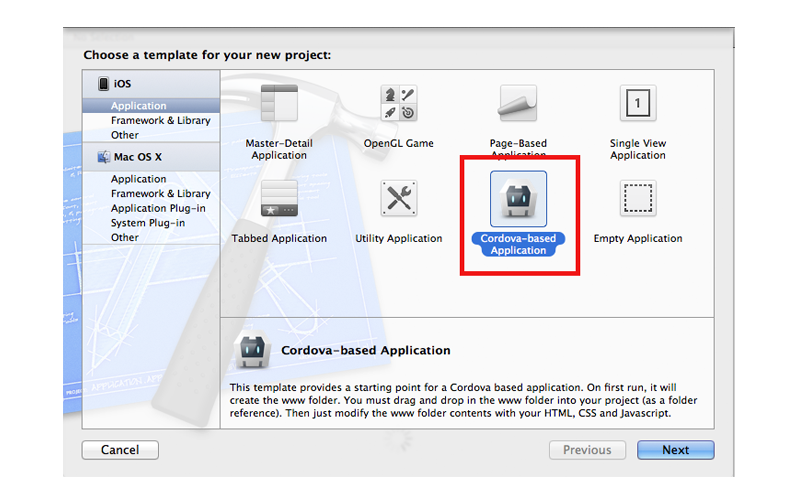 Choose a template for your new project:
iOS
Application
Framework & Library
Other
Mac OS X
Application
Framework & Library
Application Plug-in
System Plug-in
Other
Master-Detail
Application
OpenGL Game
Page-Based
Application
1
Single View
Application
Tabbed Application
Utility Application
Cordova-based
Application
Empty Application
Cordova-based Application
This template provides a starting point for a Cordova based application. On first run, it will
create the www folder. You must drag and drop in the www folder into your project (as a folder
reference). Then just modify the www folder contents with your HTML, CSS and Javascript.
Cancel
Previous
Next